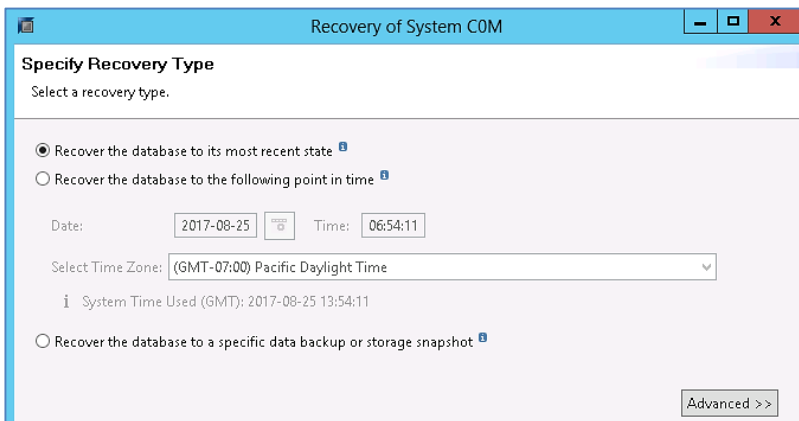 Recovery of System C0M
Specify Recovery Type
Select a recovery type.
Recover the database to its most recent state
Recover the database to the following point in time
Date: 2017-08-25 Time: 06:54:11
Select Time Zone: (GMT-07:00) Pacific Daylight Time
System Time Used (GMT): 2017-08-25 13:54:11
Recover the database to a specific data backup or storage snapshot
Advanced >>